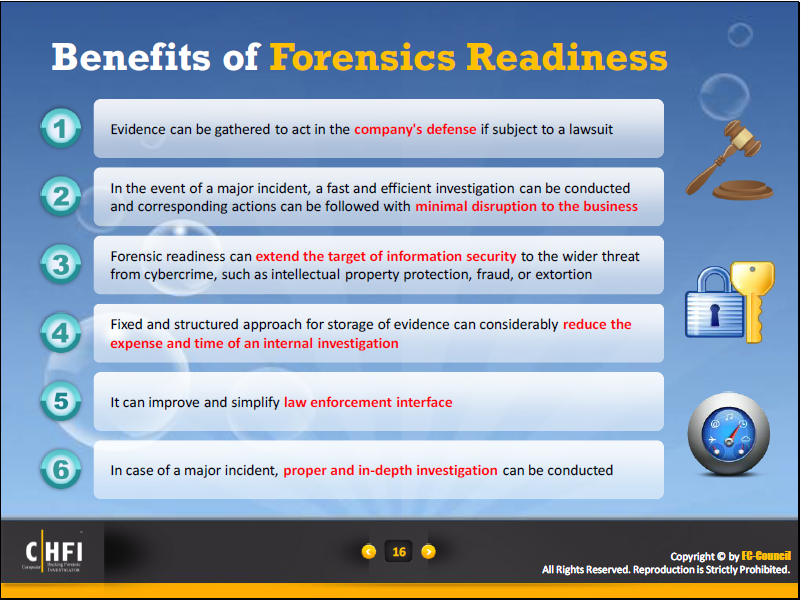 Benefits of Forensics Readiness
1
Evidence can be gathered to act in the company's defense if subject to a lawsuit
2
In the event of a major incident, a fast and efficient investigation can be conducted
and corresponding actions can be followed with minimal disruption to the business
3
Forensic readiness can extend the target of information security to the wider threat
from cybercrime, such as intellectual property protection, fraud, or extortion
4
Fixed and structured approach for storage of evidence can considerably reduce the
expense and time of an internal investigation
5
It can improve and simplify law enforcement interface
6
In case of a major incident, proper and in-depth investigation can be conducted
CHFI
Computer Hacking Forensic
INVESTIGATOR
16
Copyright © by EC-Council
All Rights Reserved. Reproduction is Strictly Prohibited.